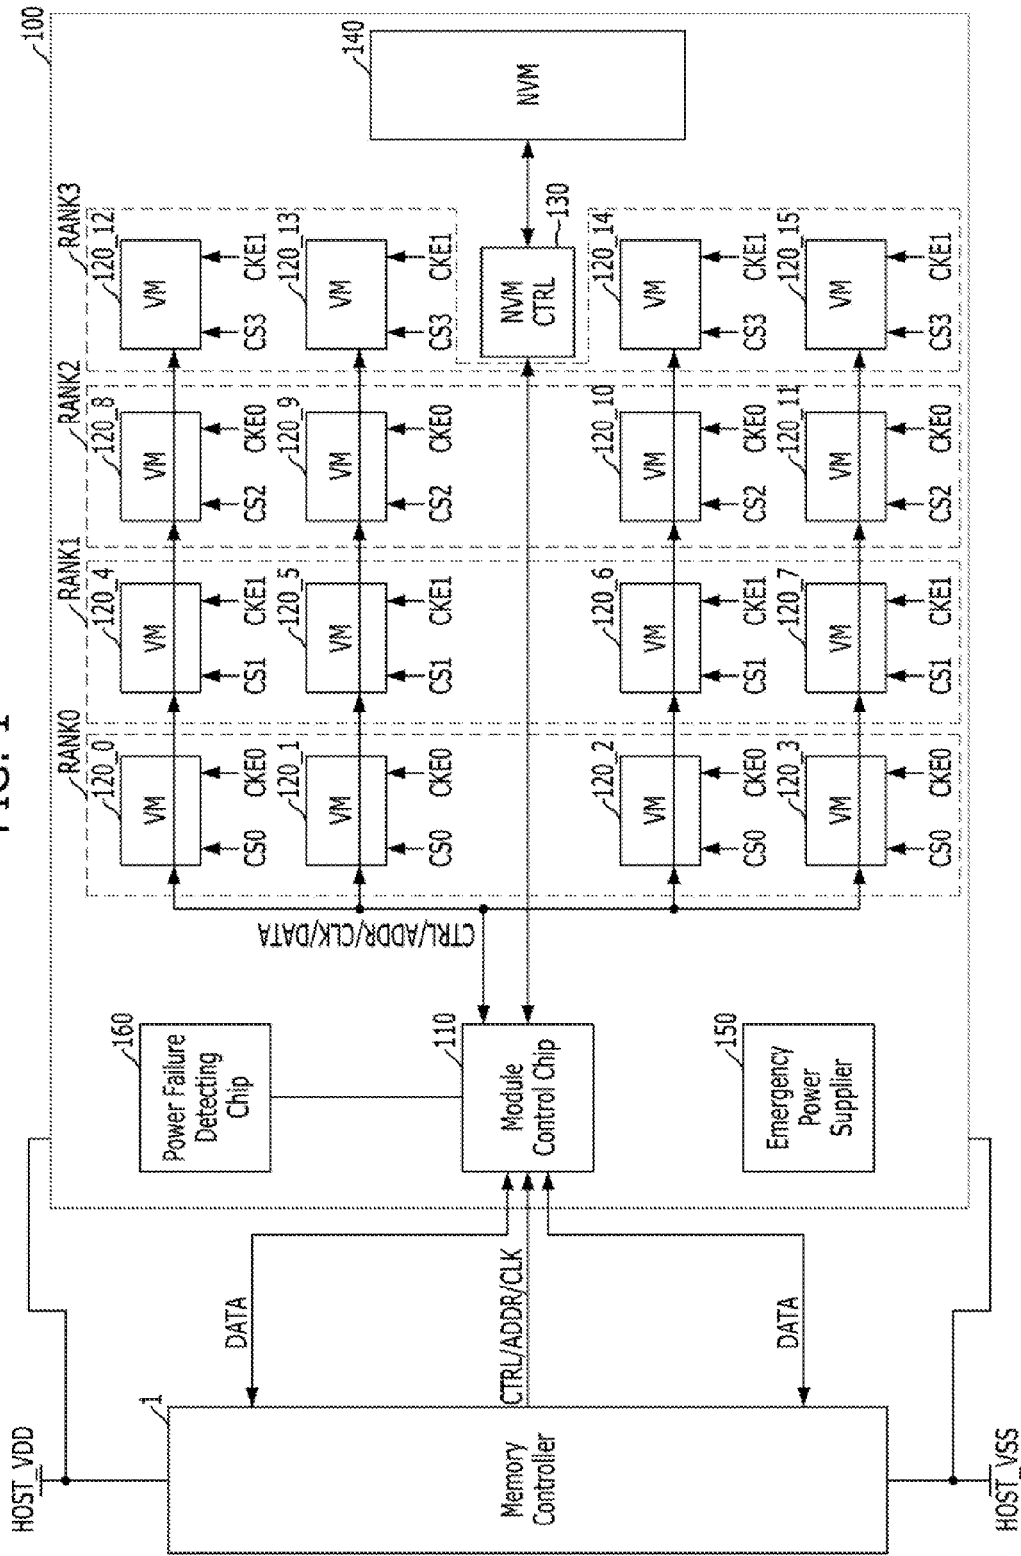 FIG. 1
HOST_VDD
100
RANK0
RANK1
RANK2
RANK3
120_0
120_4
120_8
120_12
160
1
VM
VM
VM
VM
Power Failure
Detecting
Chip
DATA
CS0
CKE0
CS1
CKE1
CS2
CKE0
CS3
CKE1
120_1
120_5
120_9
120_13
CTRL/ADDR/CLK/DATA
VM
VM
VM
VM
140
CS0
CKE0
CS1
CKE1
CS2
CKE0
CS3
CKE1
110
Memory
Controller
CTRL/ADDR/CLK
Module
Control Chip
NVM
CTRL
130
NVM
120_2
120_6
120_10
120_14
VM
VM
VM
VM
150
CS0
CKE0
CS1
CKE1
CS2
CKE0
CS3
CKE1
DATA
Emergency
Power
Supplier
120_3
120_7
120_11
120_15
VM
VM
VM
VM
CS0
CKE0
CS1
CKE1
CS2
CKE0
CS3
CKE1
HOST_VSS